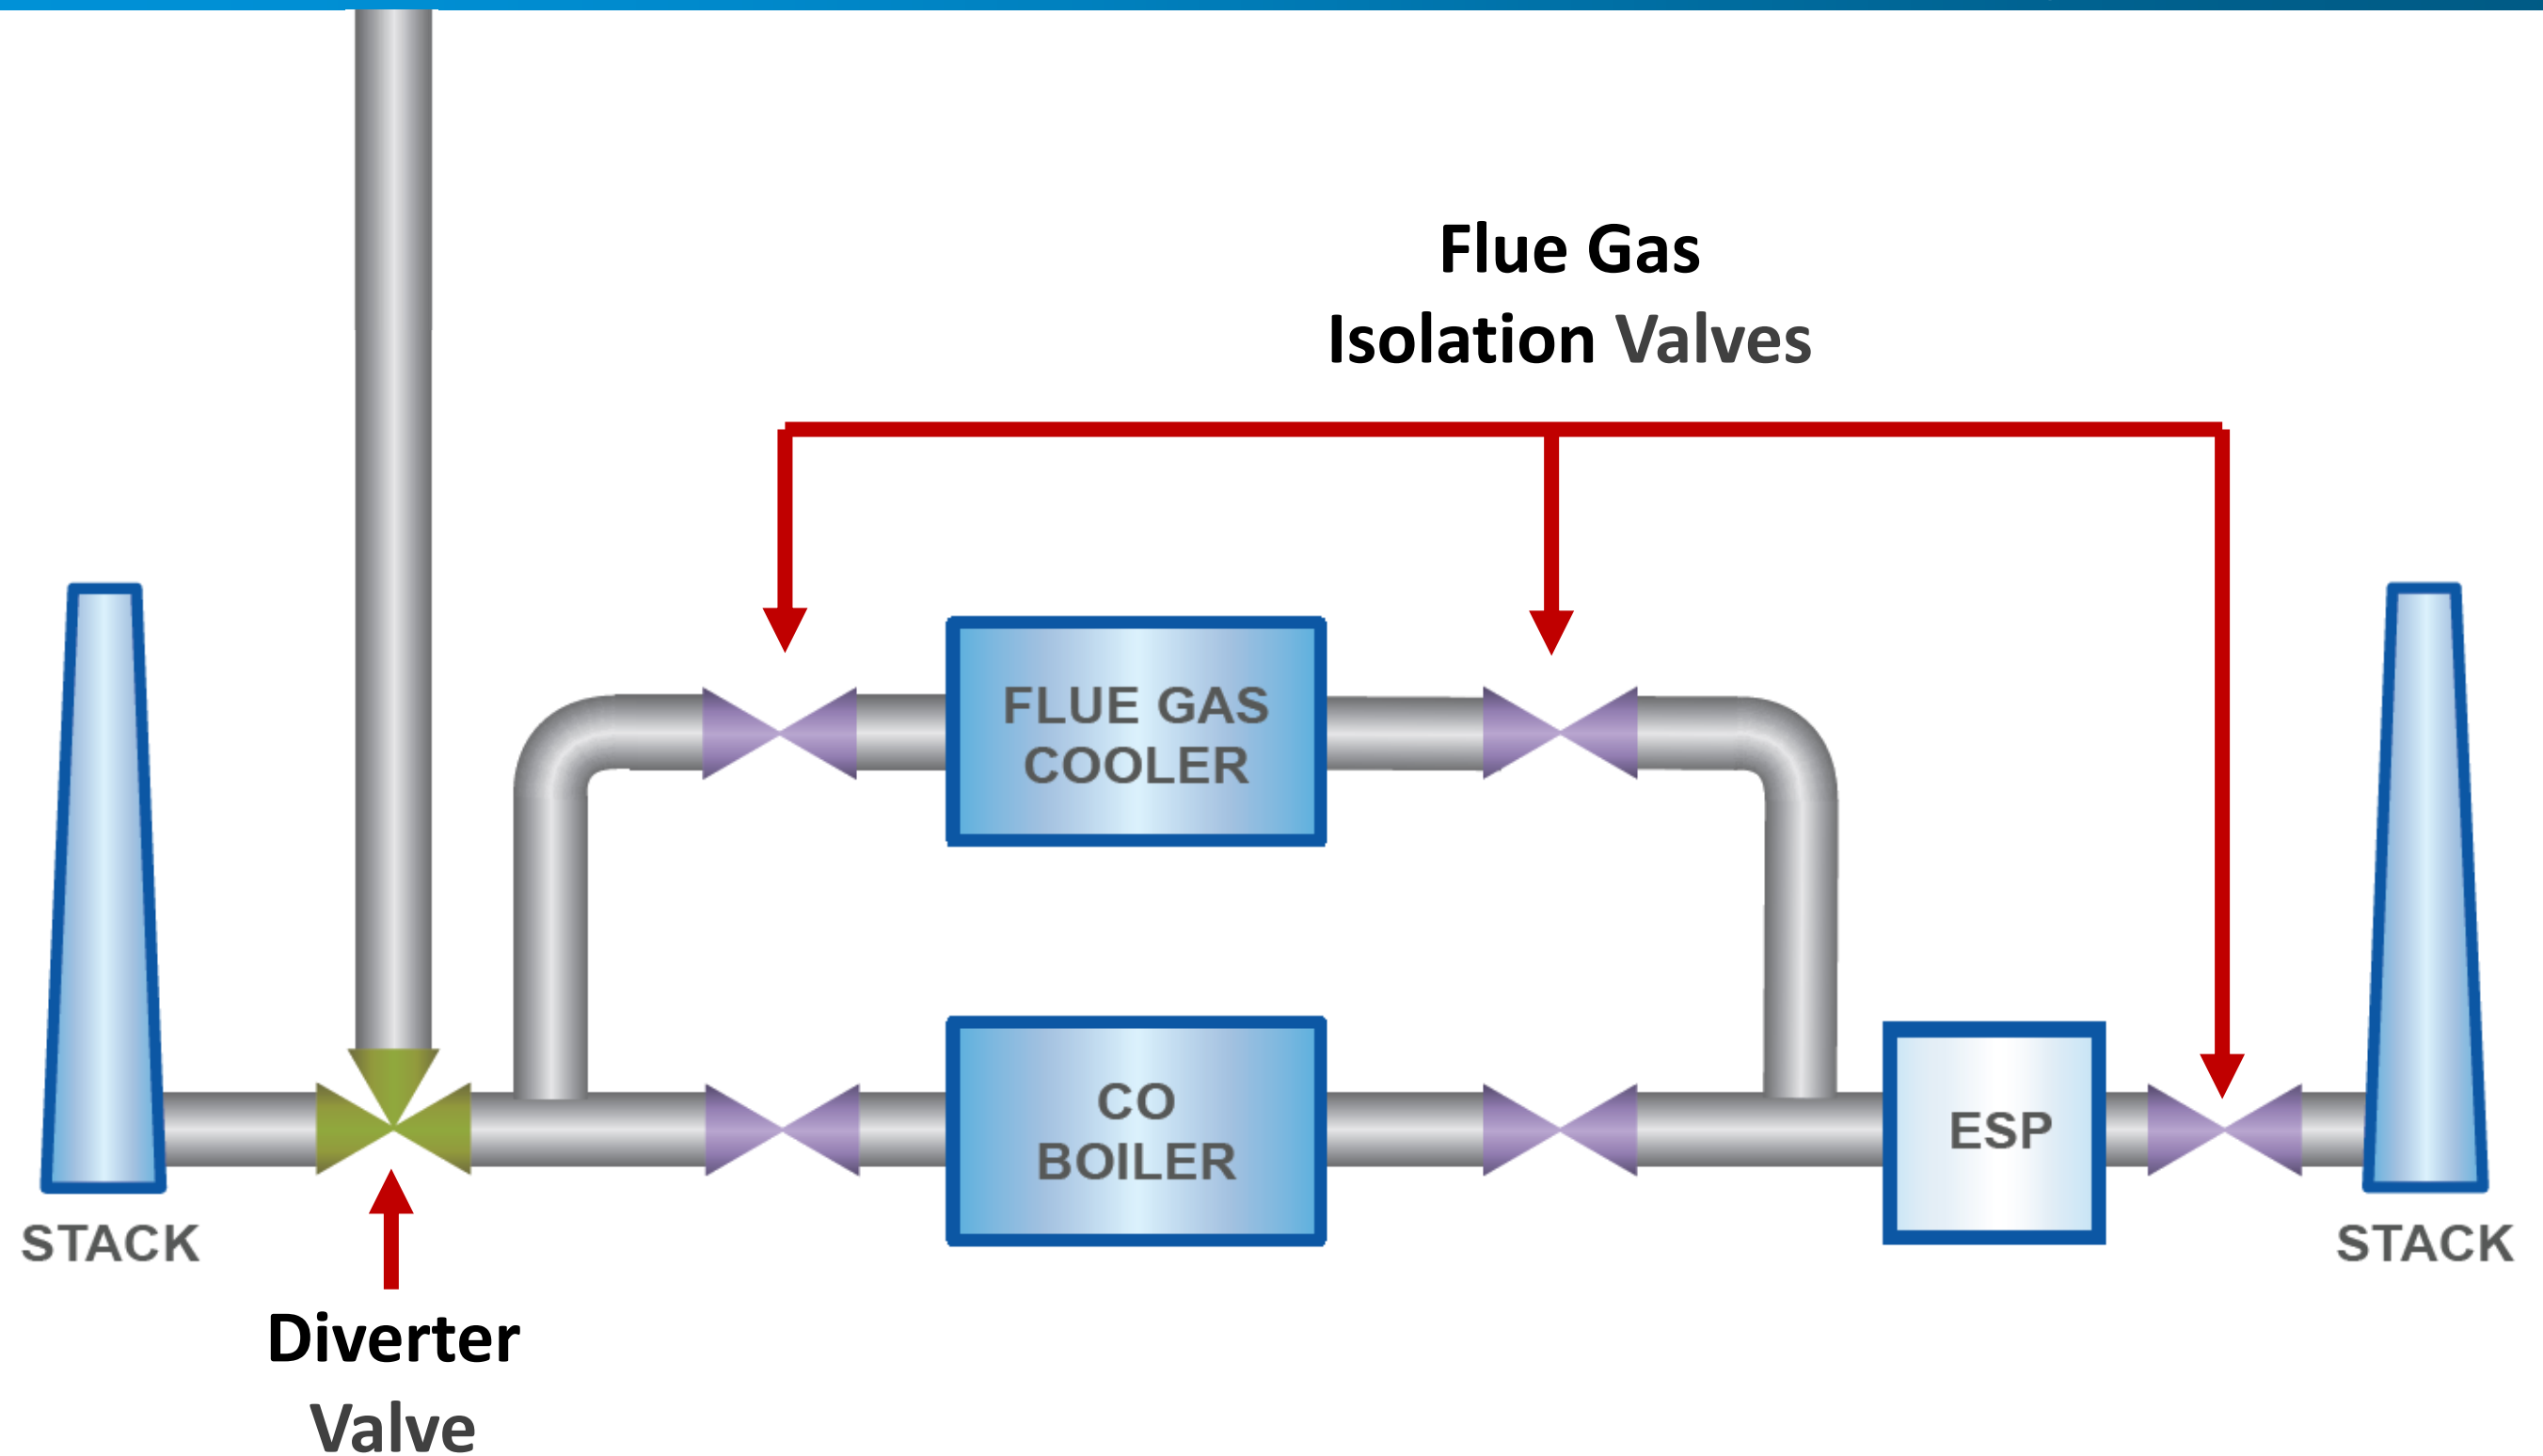 Flue Gas
Isolation Valves
FLUE GAS
COOLER
CO
BOILER
ESP
STACK
STACK
Diverter
Valve